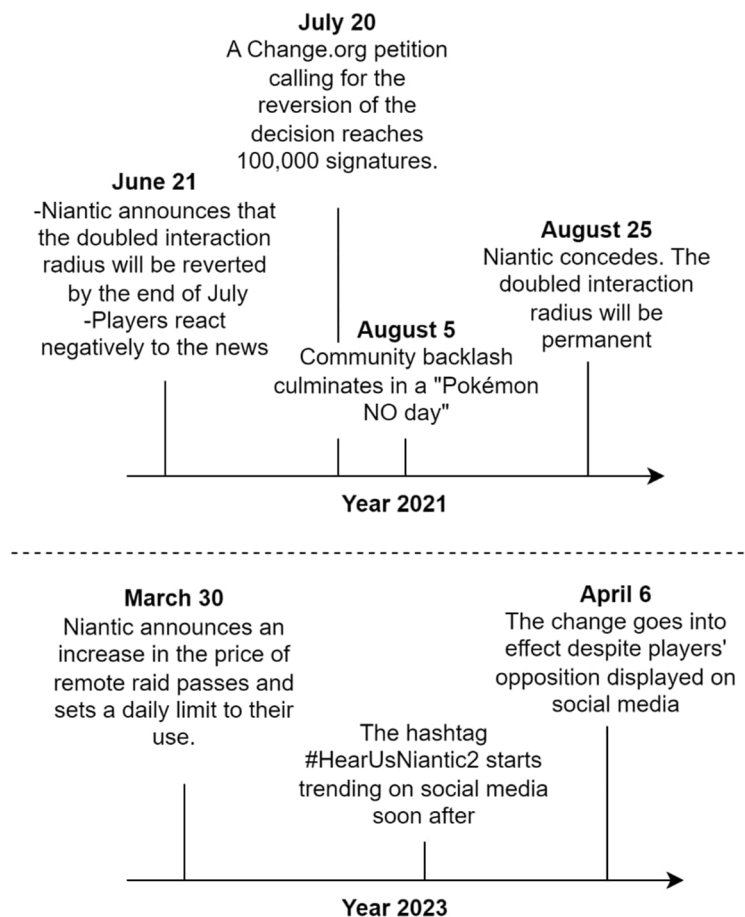 July 20
A Change.org petition
calling for the
reversion of the
decision reaches
100,000 signatures.
June 21
-Niantic announces that
the doubled interaction
radius will be reverted
by the end of July
-Players react
negatively to the news
August 25
Niantic concedes. The
doubled interaction
radius will be
permanent
August 5
Community backlash
culminates in a "Pokémon
NO day"
Year 2021
March 30
Niantic announces an
increase in the price of
remote raid passes and
sets a daily limit to their
use.
The hashtag
#HearUsNiantic2 starts
trending on social media
soon after
April 6
The change goes into
effect despite players'
opposition displayed on
social media
Year 2023